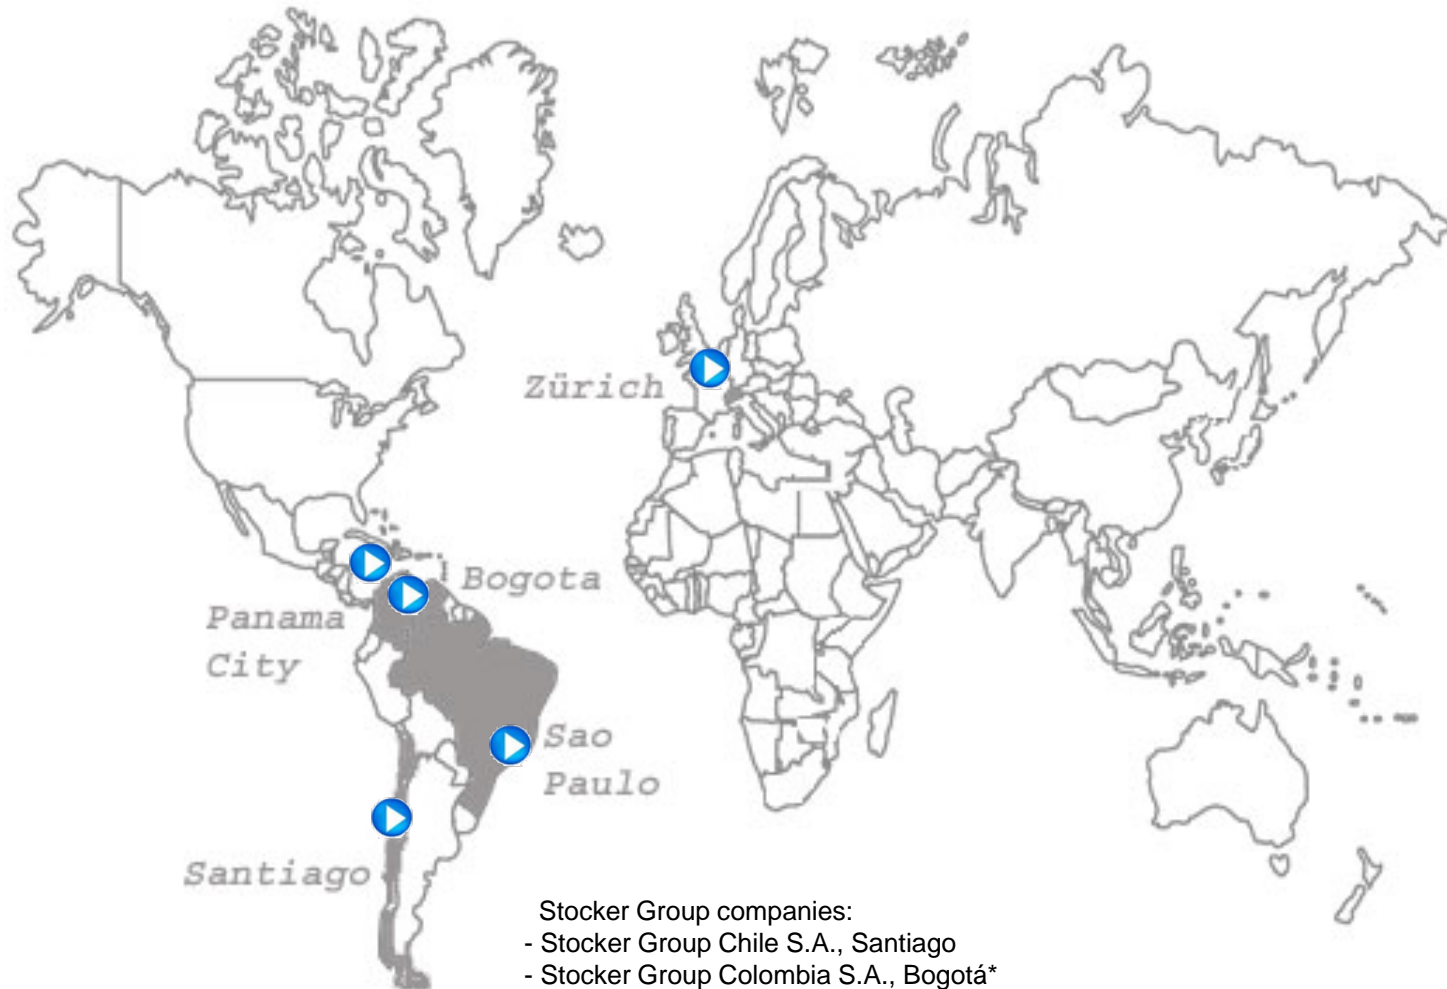 Zürich
Bogota
Panama
City
Sao
Paulo
Santiago
Stocker Group companies:
- Stocker Group Chile S.A., Santiago
- Stocker Group Colombia S.A., Bogotá*